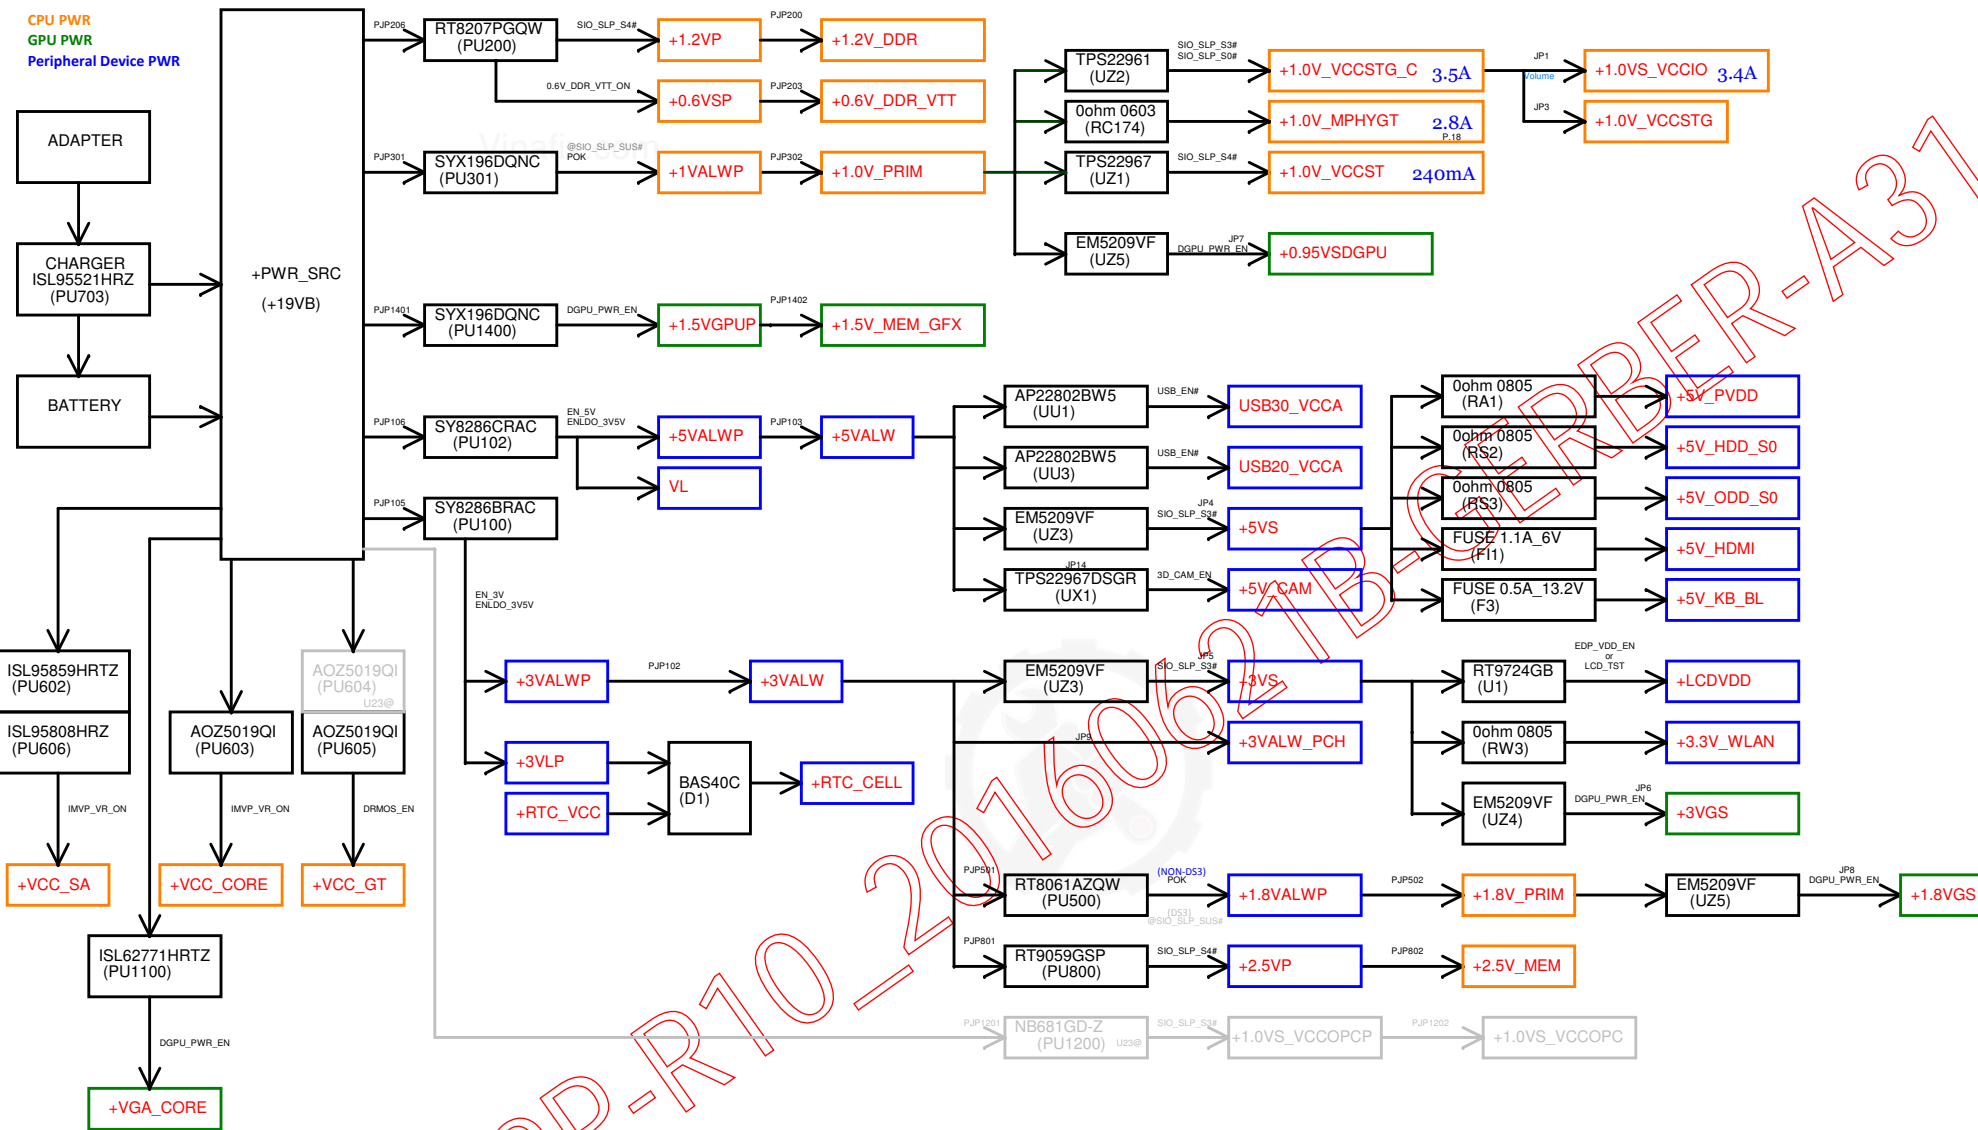 CPU PWR
GPU PWR
Peripheral Device PWR
ADAPTER
CHARGER
ISL95521HRZ
(PU703)
BATTERY
+PWR_SRC
(+19VB)
PJP206
RT8207PGQW
(PU200)
SIO_SLP_S4#
+1.2VP
PJP200
+1.2V_DDR
0.6V_DDR_VTT_ON
+0.6VSP
PJP203
+0.6V_DDR_VTT
PJP301
SYX196DQNC
(PU301)
@SIO_SLP_SUS#
POK
+1VALWP
PJP302
+1.0V_PRIM
TPS22961
(UZ2)
SIO_SLP_S3#
SIO_SLP_S0#
+1.0V_VCCSTG_C 3.5A
JP1
Volume
+1.0VS_VCCIO 3.4A
JP3
+1.0V_VCCSTG
0ohm 0603
(RC174)
+1.0V_MPHYGT 2.8A
P.18
TPS22967
(UZ1)
SIO_SLP_S4#
+1.0V_VCCST 240mA
EM5209VF
(UZ5)
JP7
DGPU_PWR_EN
+0.95VSDGPU
PJP1401
SYX196DQNC
(PU1400)
DGPU_PWR_EN
+1.5VGPUP
PJP1402
+1.5V_MEM_GFX
PJP106
SY8286CRAC
(PU102)
EN_5V
ENLDO_3V5V
+5VALWP
PJP103
+5VALW
VL
AP22802BW5
(UU1)
USB_EN#
USB30_VCCA
AP22802BW5
(UU3)
USB_EN#
USB20_VCCA
EM5209VF
(UZ3)
JP4
SIO_SLP_S3#
+5VS
JP14
TPS22967DSGR
(UX1)
3D_CAM_EN
+5V_CAM
0ohm 0805
(RA1)
+5V_PVDD
0ohm 0805
(RS2)
+5V_HDD_S0
0ohm 0805
(RS3)
+5V_ODD_S0
FUSE 1.1A_6V
(FI1)
+5V_HDMI
FUSE 0.5A_13.2V
(F3)
+5V_KB_BL
PJP105
SY8286BRAC
(PU100)
EN_3V
ENLDO_3V5V
+3VALWP
PJP102
+3VALW
EM5209VF
(UZ3)
JP5
SIO_SLP_S3#
+3VS
JP9
+3VALW_PCH
RT9724GB
(U1)
EDP_VDD_EN
or
LCD_TST
+LCDVDD
0ohm 0805
(RW3)
+3.3V_WLAN
EM5209VF
(UZ4)
JP6
DGPU_PWR_EN
+3VGS
+3VLP
+RTC_VCC
BAS40C
(D1)
+RTC_CELL
PJP501
RT8061AZQW
(PU500)
(NON-DS3)
POK
(DS3)
@SIO_SLP_SUS#
+1.8VALWP
PJP502
+1.8V_PRIM
EM5209VF
(UZ5)
JP8
DGPU_PWR_EN
+1.8VGS
PJP801
RT9059GSP
(PU800)
SIO_SLP_S4#
+2.5VP
PJP802
+2.5V_MEM
PJP1201
NB681GD-Z
(PU1200) U23@
SIO_SLP_S3#
+1.0VS_VCCOPCP
PJP1202
+1.0VS_VCCOPC
ISL95859HRTZ
(PU602)
ISL95808HRZ
(PU606)
IMVP_VR_ON
+VCC_SA
AOZ5019QI
(PU603)
IMVP_VR_ON
+VCC_CORE
AOZ5019QI
(PU604)
U23@
AOZ5019QI
(PU605)
DRMOS_EN
+VCC_GT
ISL62771HRTZ
(PU1100)
DGPU_PWR_EN
+VGA_CORE
P-R10_20160621B-GERBER-A31